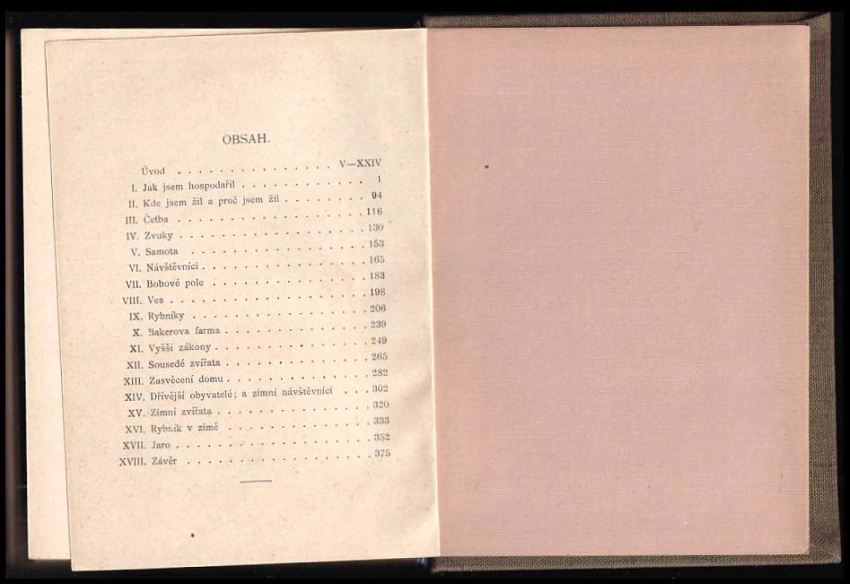 OBSAH.
Úvod . . . . . . . . . . . . . . . V—XXIV
I. Jak jsem hospodařil . . . . . . . . . . . . 1
II. Kde jsem žil a proč jsem žil . . . . . . . . 94
III. Četba . . . . . . . . . . . . . . . . . 116
IV. Zvuky . . . . . . . . . . . . . . . . . 130
V. Samota . . . . . . . . . . . . . . . . 153
VI. Návštěvníci . . . . . . . . . . . . . . . 165
VII. Bobové pole . . . . . . . . . . . . . . 183
VIII. Ves . . . . . . . . . . . . . . . . . . 198
IX. Rybníky . . . . . . . . . . . . . . . . 206
X. Bakerova farma . . . . . . . . . . . . . 239
XI. Vyšší zákony . . . . . . . . . . . . . . 249
XII. Sousedé zvířata . . . . . . . . . . . . . 265
XIII. Zasvěcení domu . . . . . . . . . . . . . 282
XIV. Dřívější obyvatelé; a zimní návštěvníci . . . 302
XV. Zimní zvířata . . . . . . . . . . . . . . 320
XVI. Rybník v zimě . . . . . . . . . . . . . 333
XVII. Jaro . . . . . . . . . . . . . . . . . . 352
XVIII. Závěr . . . . . . . . . . . . . . . . . 375